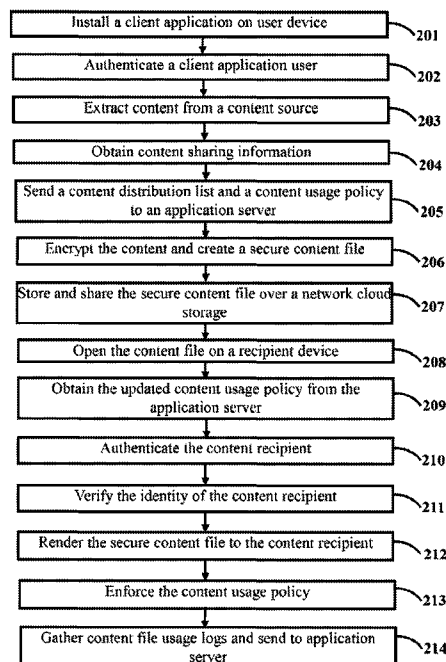 Install a client application on user device
201
Authenticate a client application user
202
Extract content from a content source
203
Obtain content sharing information
204
Send a content distribution list and a content usage policy
to an application server
205
Encrypt the content and create a secure content file
206
Store and share the secure content file over a network cloud
storage
207
Open the content file on a recipient device
208
Obtain the updated content usage policy from the
application server
209
Authenticate the content recipient
210
Verify the identity of the content recipient
211
Render the secure content file to the content recipient
212
Enforce the content usage policy
213
Gather content file usage logs and send to application
server
214